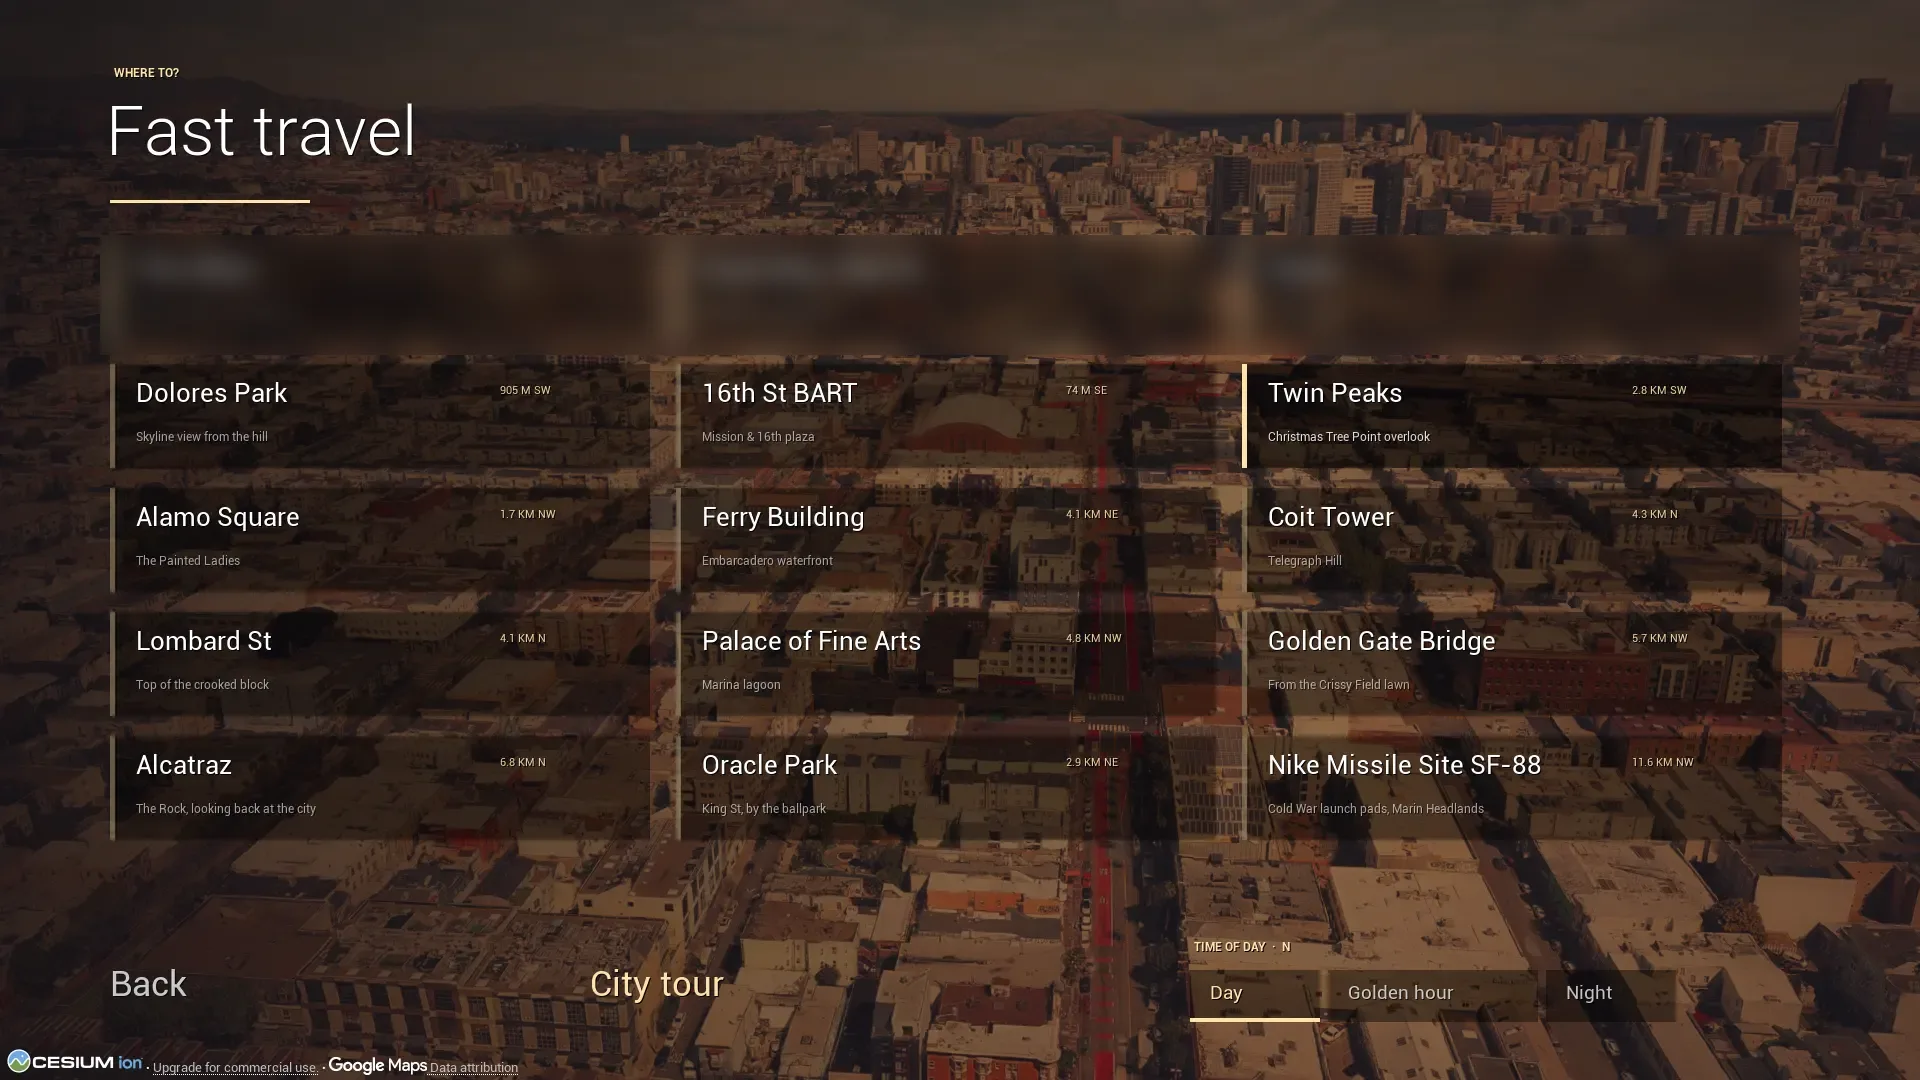 WHERE TO?
Fast travel
Dolores Park 905 M SW
Skyline view from the hill
16th St BART 74 M SE
Mission & 16th plaza
Twin Peaks 2.8 KM SW
Christmas Tree Point overlook
Alamo Square 1.7 KM NW
The Painted Ladies
Ferry Building 4.1 KM NE
Embarcadero waterfront
Coit Tower 4.3 KM N
Telegraph Hill
Lombard St 4.1 KM N
Top of the crooked block
Palace of Fine Arts 4.8 KM NW
Marina lagoon
Golden Gate Bridge 5.7 KM NW
From the Crissy Field lawn
Alcatraz 6.8 KM N
The Rock, looking back at the city
Oracle Park 2.9 KM NE
King St, by the ballpark
Nike Missile Site SF-88 11.6 KM NW
Cold War launch pads, Marin Headlands
TIME OF DAY · N
Back
City tour
Day Golden hour Night
CESIUM ion · Upgrade for commercial use. · Google Maps Data attribution